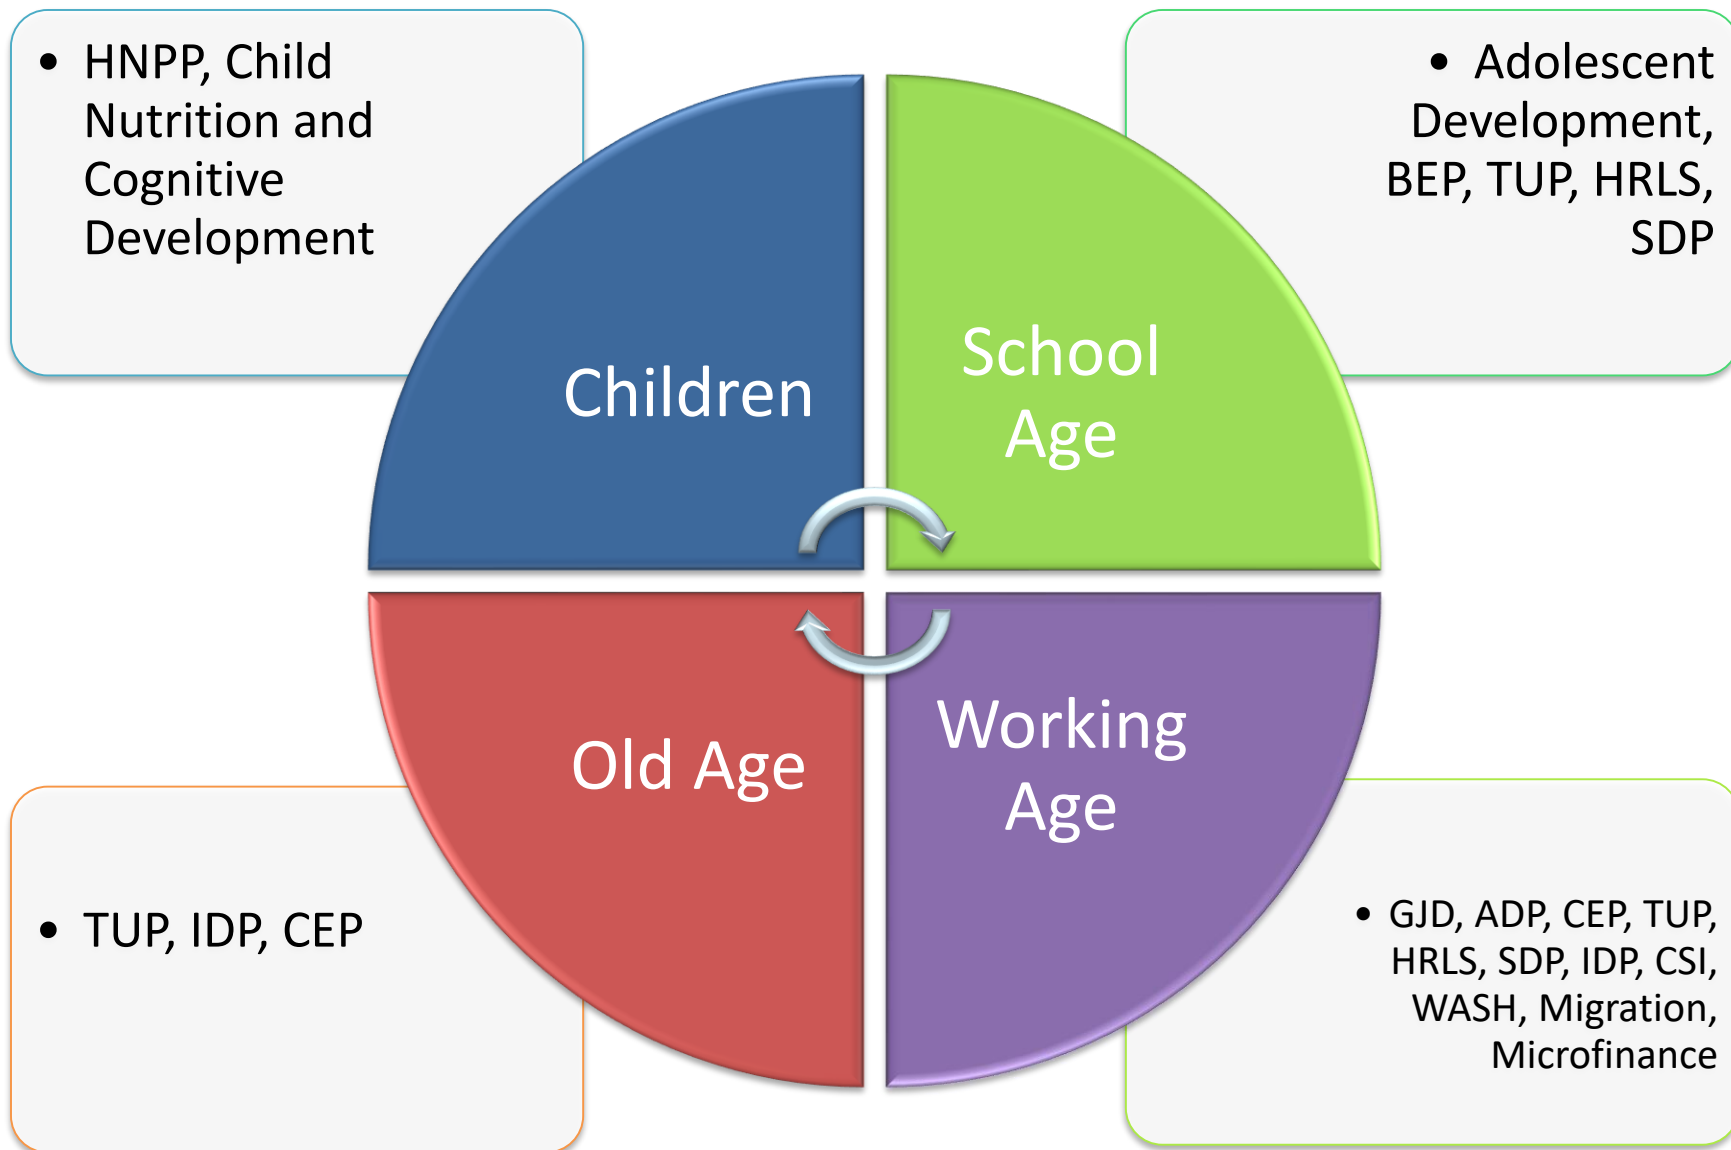 • HNPP, Child
Nutrition and
Cognitive
Development
• Adolescent
Development,
BEP, TUP, HRLS,
SDP
Children
School
Age
Old Age
Working
Age
• TUP, IDP, CEP
• GJD, ADP, CEP, TUP,
HRLS, SDP, IDP, CSI,
WASH, Migration,
Microfinance